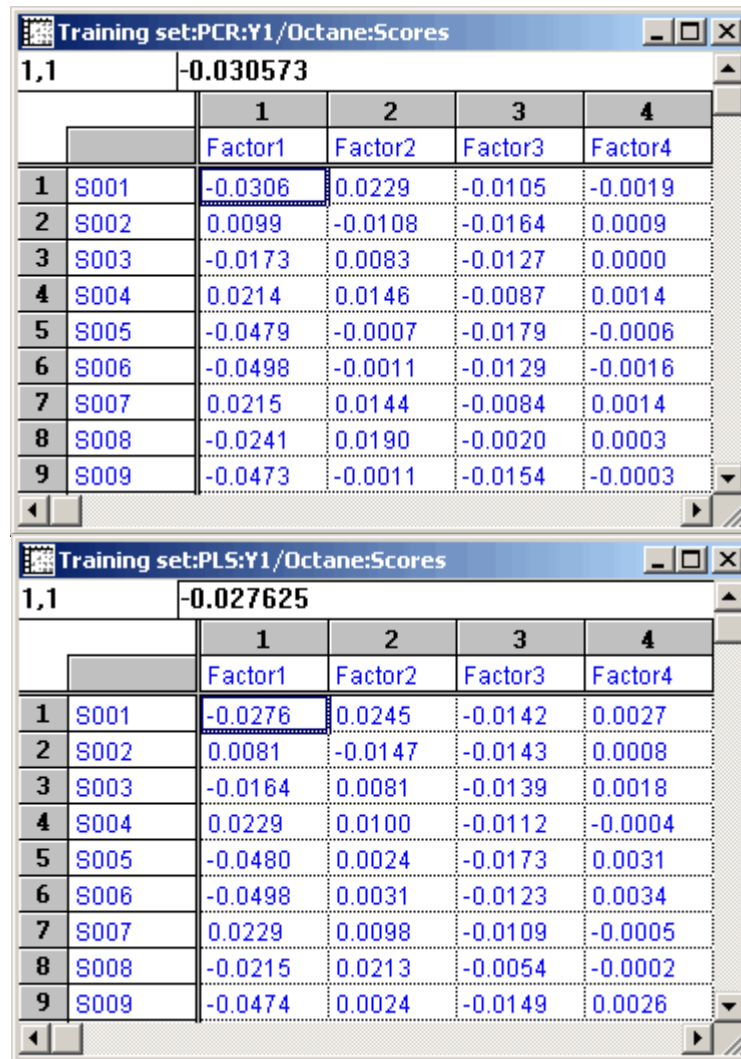 Training set:PCR:Y1/Octane:Scores
1,1 -0.030573
1 2 3 4
Factor1 Factor2 Factor3 Factor4
1 S001 -0.0306 0.0229 -0.0105 -0.0019
2 S002 0.0099 -0.0108 -0.0164 0.0009
3 S003 -0.0173 0.0083 -0.0127 0.0000
4 S004 0.0214 0.0146 -0.0087 0.0014
5 S005 -0.0479 -0.0007 -0.0179 -0.0006
6 S006 -0.0498 -0.0011 -0.0129 -0.0016
7 S007 0.0215 0.0144 -0.0084 0.0014
8 S008 -0.0241 0.0190 -0.0020 0.0003
9 S009 -0.0473 -0.0011 -0.0154 -0.0003
Training set:PLS:Y1/Octane:Scores
1,1 -0.027625
1 2 3 4
Factor1 Factor2 Factor3 Factor4
1 S001 -0.0276 0.0245 -0.0142 0.0027
2 S002 0.0081 -0.0147 -0.0143 0.0008
3 S003 -0.0164 0.0081 -0.0139 0.0018
4 S004 0.0229 0.0100 -0.0112 -0.0004
5 S005 -0.0480 0.0024 -0.0173 0.0031
6 S006 -0.0498 0.0031 -0.0123 0.0034
7 S007 0.0229 0.0098 -0.0109 -0.0005
8 S008 -0.0215 0.0213 -0.0054 -0.0002
9 S009 -0.0474 0.0024 -0.0149 0.0026